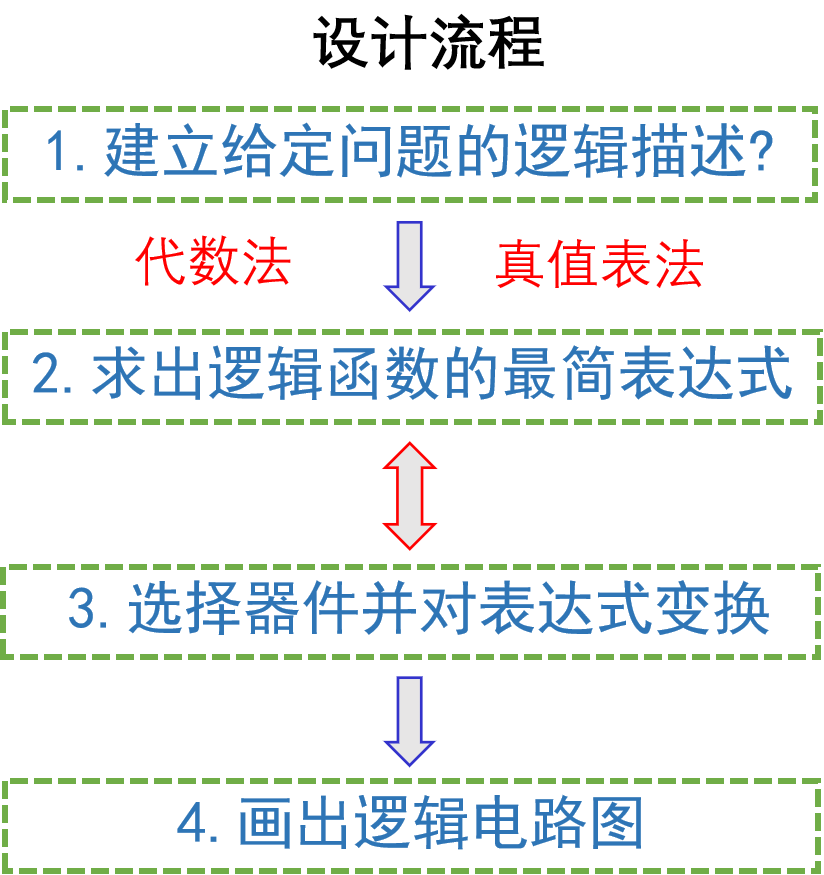 设计流程
1.建立给定问题的逻辑描述?
代数法 真值表法
2.求出逻辑函数的最简表达式
3.选择器件并对表达式变换
4.画出逻辑电路图